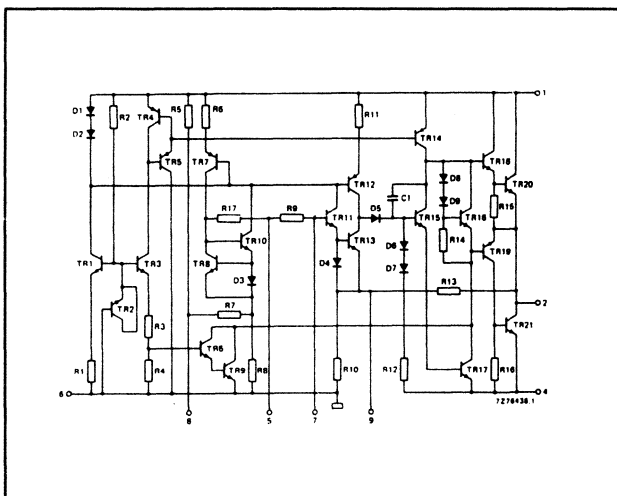 D1 R2 TR4 R5 R6 R11 1
D2 TR14
TR5 TR7 TR18
TR12 D8 TR20
C1 D9 R15
R17 R9 TR11 D5 TR15 TR16
TR10 TR13 D6 R14 TR19
TR1 TR3 TR8 D4
D3 D7 R13
TR2 R7 2
R3 TR21
TR6
R1 R4 TR9 R8 R10 R12 TR17 R16
6 4
7Z78438.1
8 5 7 9